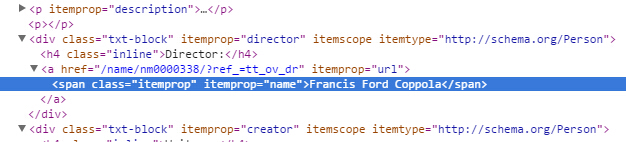 <p itemprop="description">…</p>
<p></p>
<div class="txt-block" itemprop="director" itemscope itemtype="http://schema.org/Person">
<h4 class="inline">Director:</h4>
<a href="/name/nm0000338/?ref_=tt_ov_dr" itemprop="url">
<span class="itemprop" itemprop="name">Francis Ford Coppola</span>
</a>
</div>
<div class="txt-block" itemprop="creator" itemscope itemtype="http://schema.org/Person">